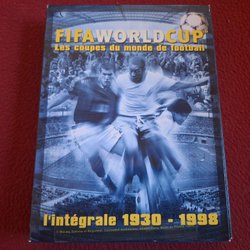 FIFAWORLDCUP
Les coupes du monde de football
l'intégrale 1930 - 1998